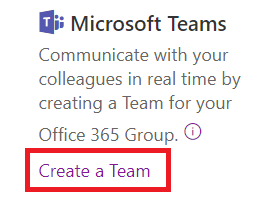 Microsoft Teams
Communicate with your
colleagues in real time by
creating a Team for your
Office 365 Group.
Create a Team